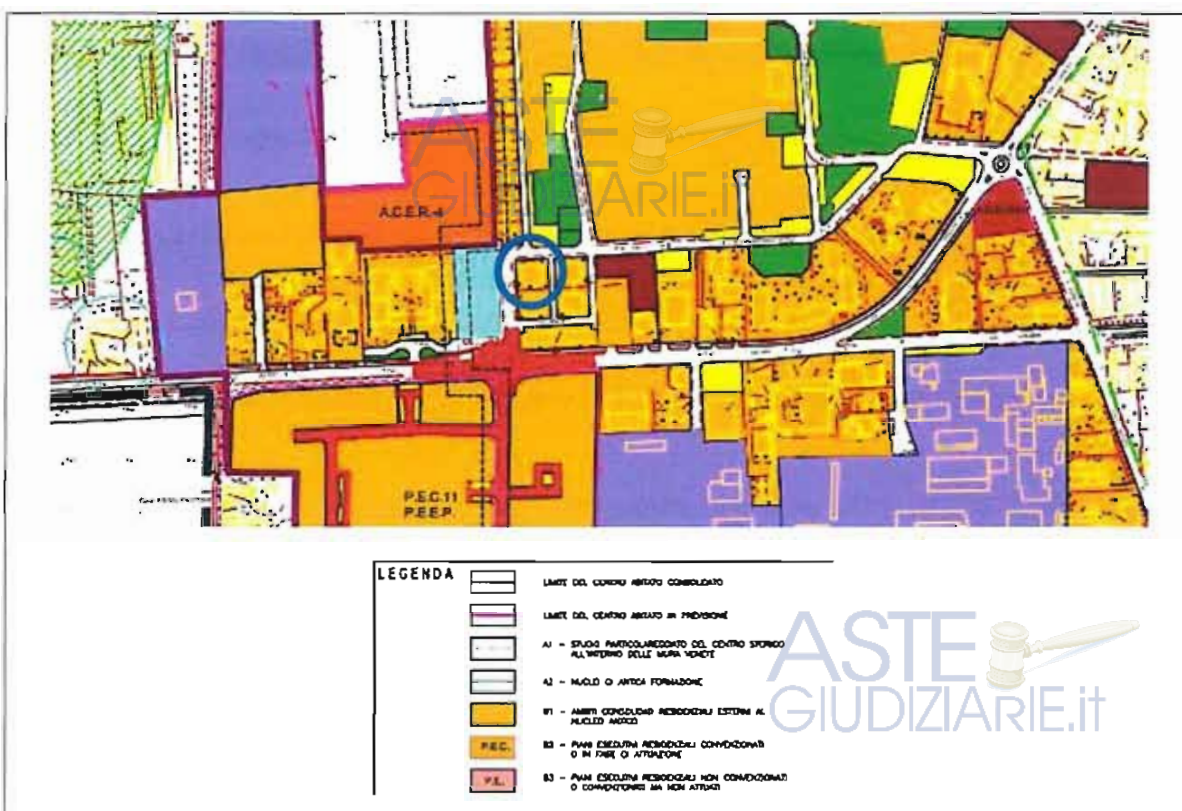 ASTE
GIUDIZIARIE.it
A.C.E.R. 4
P.E.C.11
P.E.E.P.
LEGENDA
LIMITE DEL CENTRO ABITATO CONSOLIDATO
LIMITE DEL CENTRO ABITATO IN PREVISIONE
A1 - STUDIO PARTICOLAREGGIATO DEL CENTRO STORICO
ALL'INTERNO DELLE MURA VENETE
A2 - NUCLEO DI ANTICA FORMAZIONE
B1 - AMBITI CONSOLIDATI RESIDENZIALI ESTERNI AL
NUCLEO ANTICO
P.E.C.
B2 - PIANI ESECUTIVI RESIDENZIALI CONVENZIONATI
O IN FASE DI ATTUAZIONE
P.E.
B3 - PIANI ESECUTIVI RESIDENZIALI NON CONVENZIONATI
O CONVENZIONATI MA NON ATTUATI
ASTE
GIUDIZIARIE.it